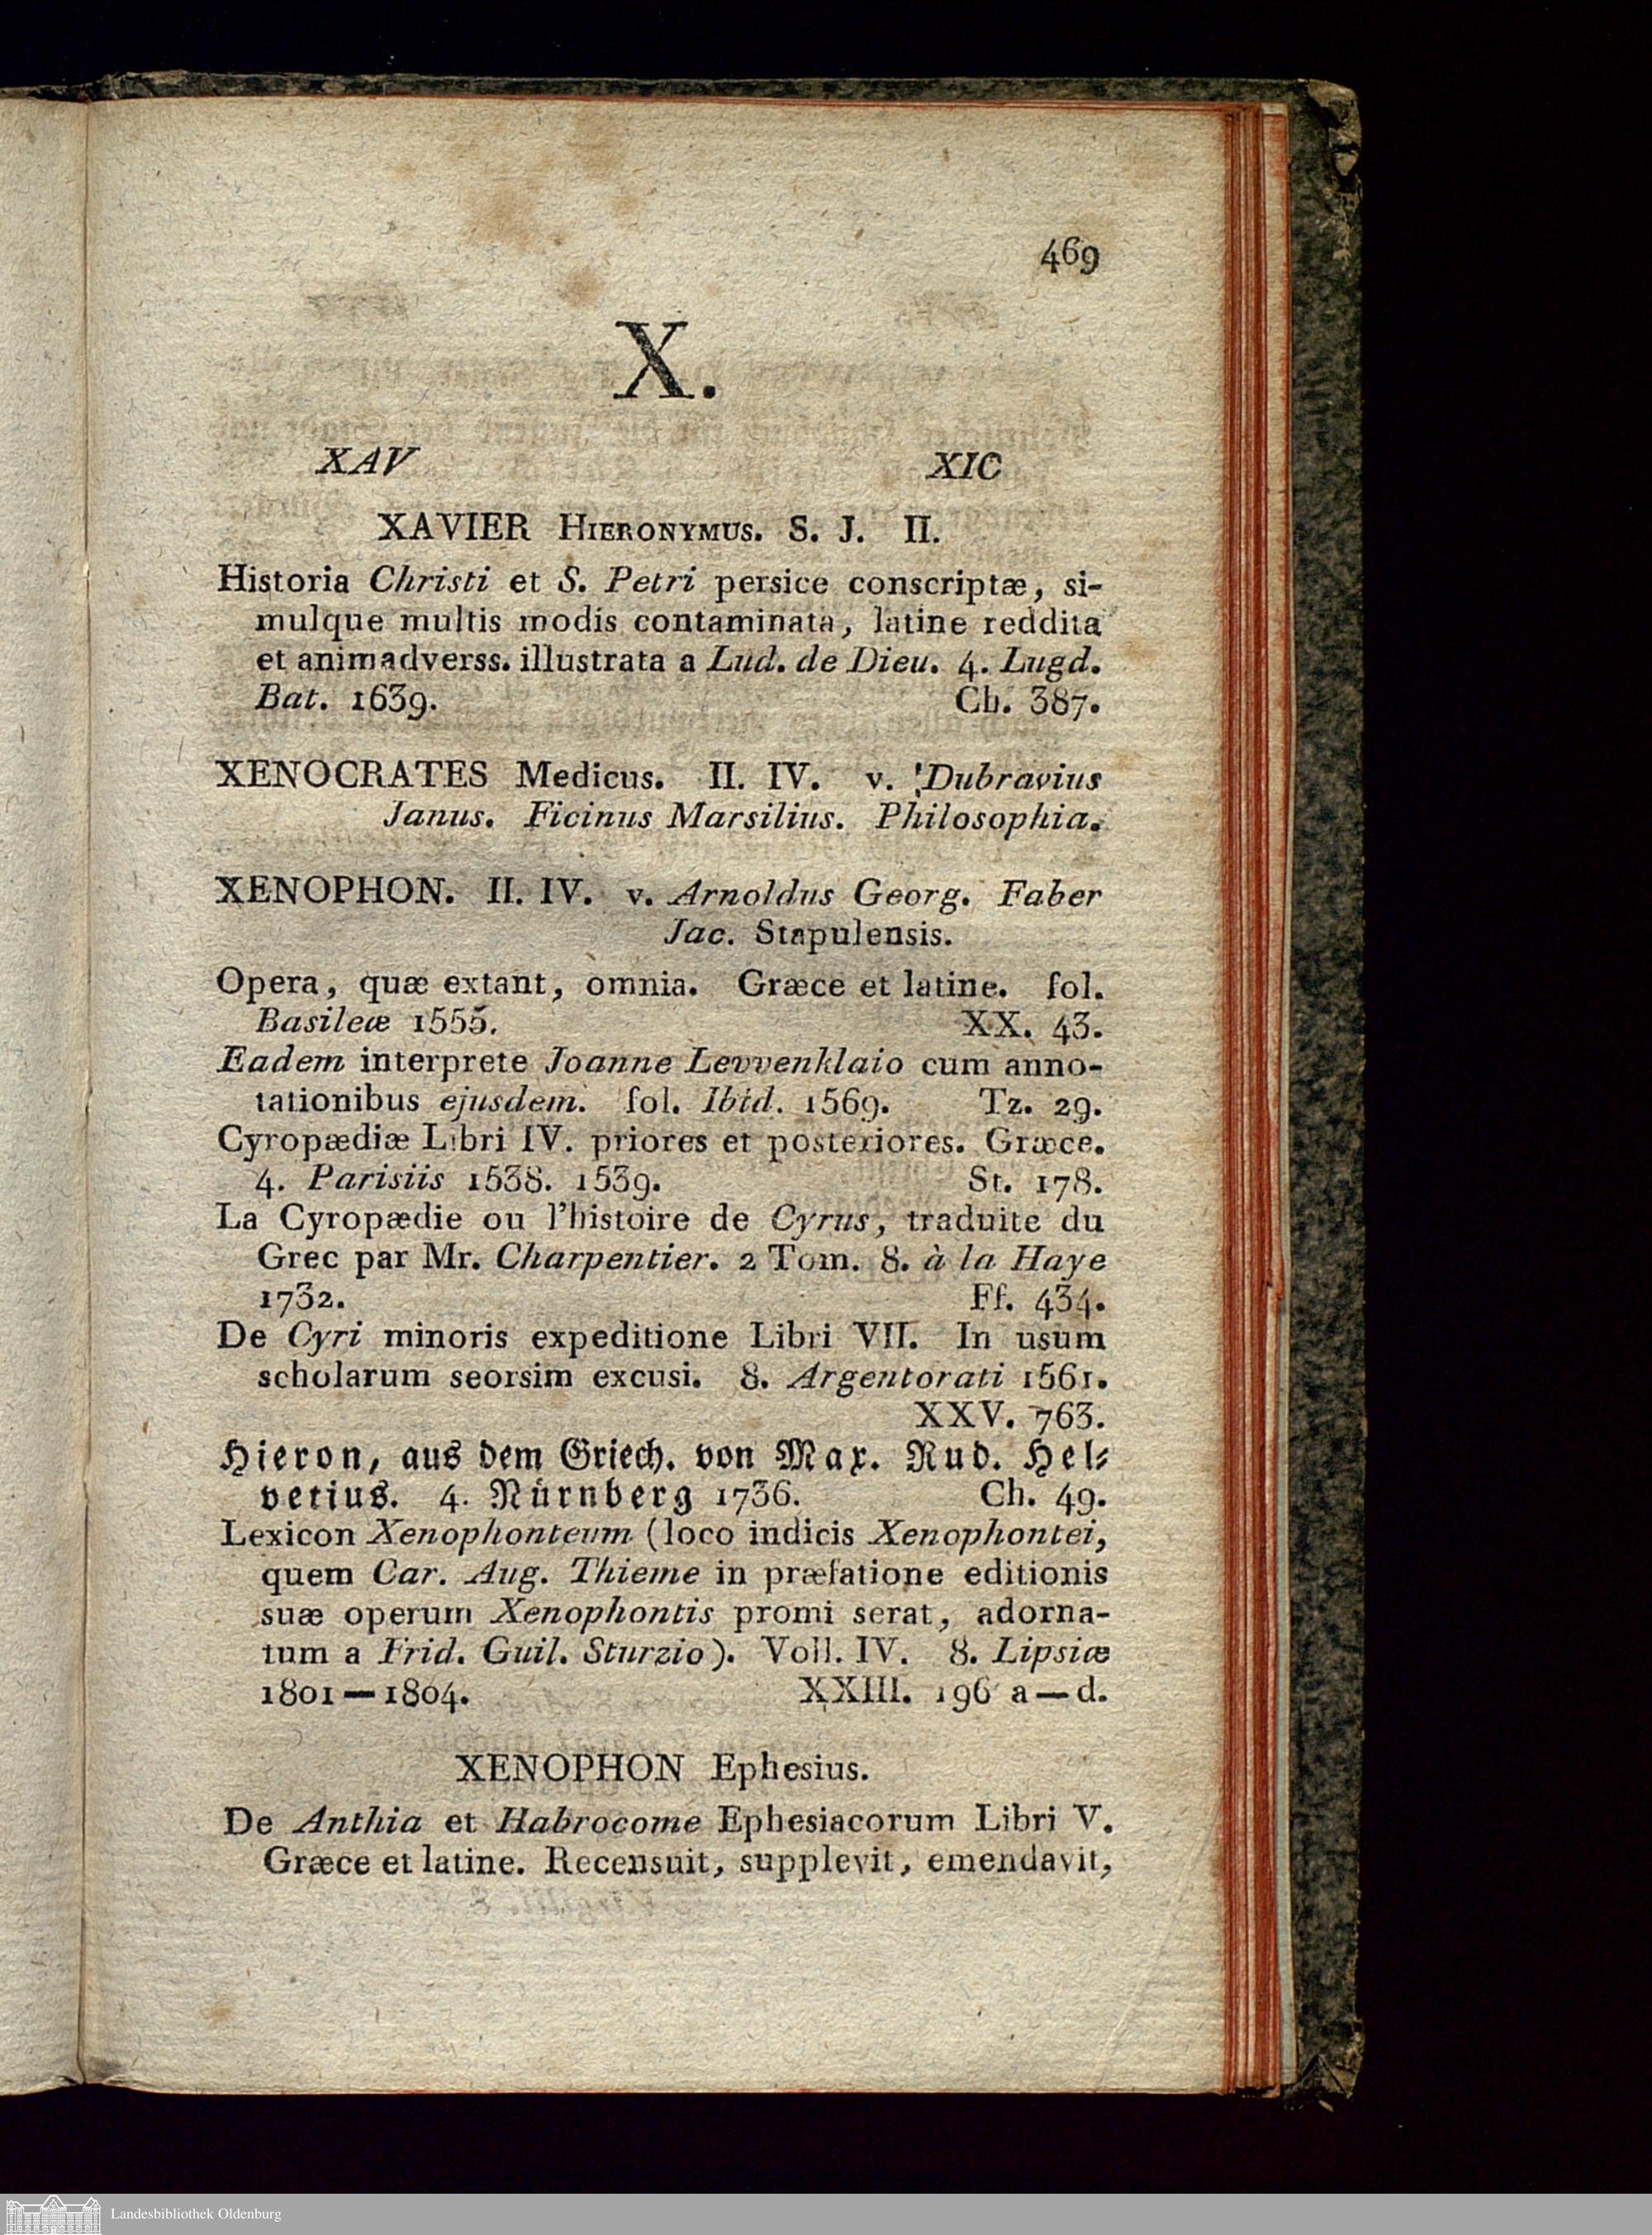 469
X.
XAV XIC
XAVIER HIERONYMUS. S. J. II.
Historia Christi et S. Petri persice conscriptæ, si-
mulque multis modis contaminata, latine reddita
et animadverss. illustrata a Lud. de Dieu. 4. Lugd.
Bat. 1639. Ch. 387.
XENOCRATES Medicus. II. IV. v. Dubravius
Janus. Ficinus Marsilius. Philosophia.
XENOPHON. II. IV. v. Arnoldus Georg. Faber
Jac. Stapulensis.
Opera, quæ extant, omnia. Græce et latine. fol.
Basileæ 1555. XX. 43.
Eadem interprete Joanne Levvenklaio cum anno-
tationibus ejusdem. fol. Ibid. 1569. Tz. 29.
Cyropædiæ Libri IV. priores et posteriores. Græce.
4. Parisiis 1538. 1539. St. 178.
La Cyropædie ou l'histoire de Cyrus, traduite du
Grec par Mr. Charpentier. 2 Tom. 8. à la Haye
1732. Ff. 434.
De Cyri minoris expeditione Libri VII. In usum
scholarum seorsim excusi. 8. Argentorati 1561.
XXV. 763.
Hieron, aus dem Griech. von Max. Rud. Hel-
vetius. 4. Nürnberg 1736. Ch. 49.
Lexicon Xenophonteum (loco indicis Xenophontei,
quem Car. Aug. Thieme in præfatione editionis
suæ operum Xenophontis promi serat, adorna-
tum a Frid. Guil. Sturzio). Voll. IV. 8. Lipsiæ
1801—1804. XXIII. 196 a—d.
XENOPHON Ephesius.
De Anthia et Habrocome Ephesiacorum Libri V.
Græce et latine. Recensuit, supplevit, emendavit,
Landesbibliothek Oldenburg